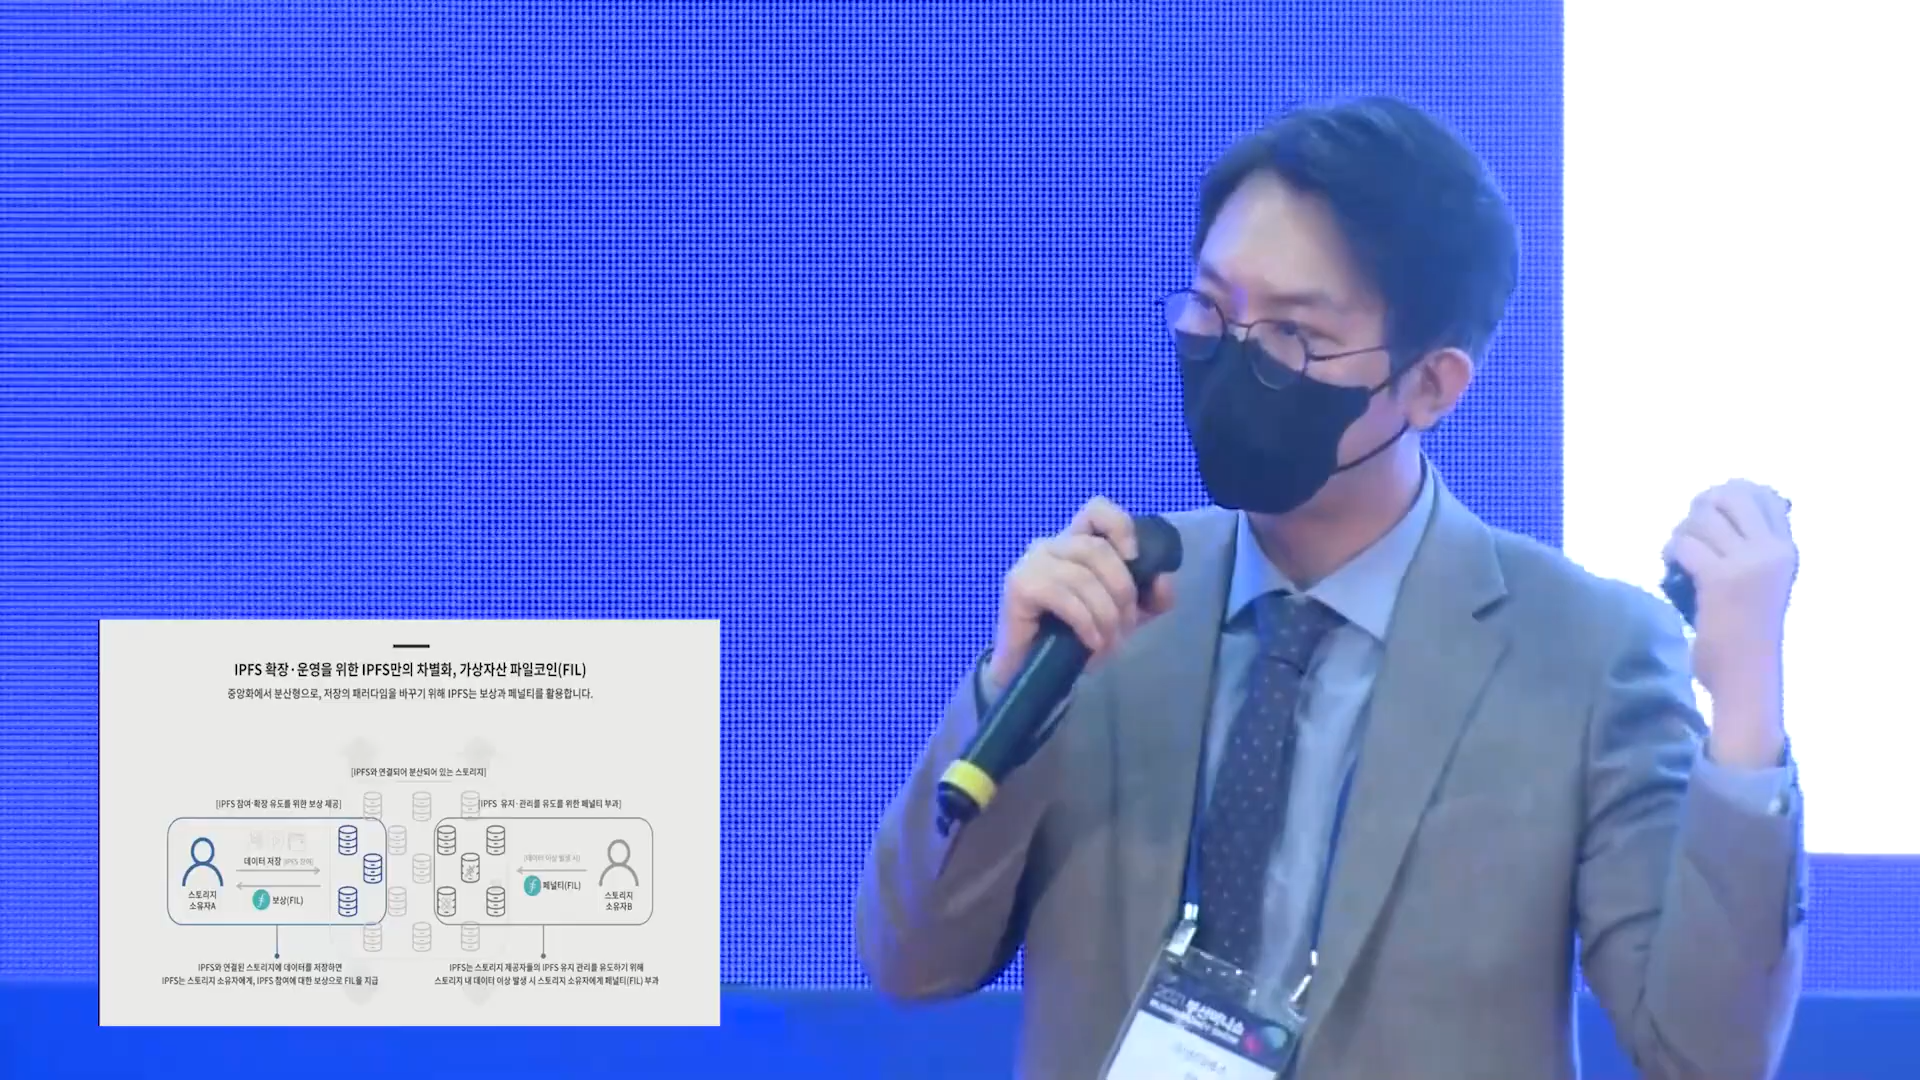 IPFS 확장·운영을 위한 IPFS만의 차별화, 가상자산 파일코인(FIL)
중앙화에서 분산형으로, 저장의 패러다임을 바꾸기 위해 IPFS는 보상과 페널티를 활용합니다.
[IPFS와 연결되어 분산되어 있는 스토리지]
[IPFS 참여·확장 유도를 위한 보상 제공]
[IPFS 유지·관리를 유도를 위한 페널티 부과]
데이터 저장 (IPFS 참여)
보상(FIL)
스토리지
소유자A
(데이터 이상 발생 시)
페널티(FIL)
스토리지
소유자B
IPFS와 연결된 스토리지에 데이터를 저장하면
IPFS는 스토리지 소유자에게, IPFS 참여에 대한 보상으로 FIL을 지급
IPFS는 스토리지 제공자들의 IPFS 유지 관리를 유도하기 위해
스토리지 내 데이터 이상 발생 시 스토리지 소유자에게 페널티(FIL) 부과
2021